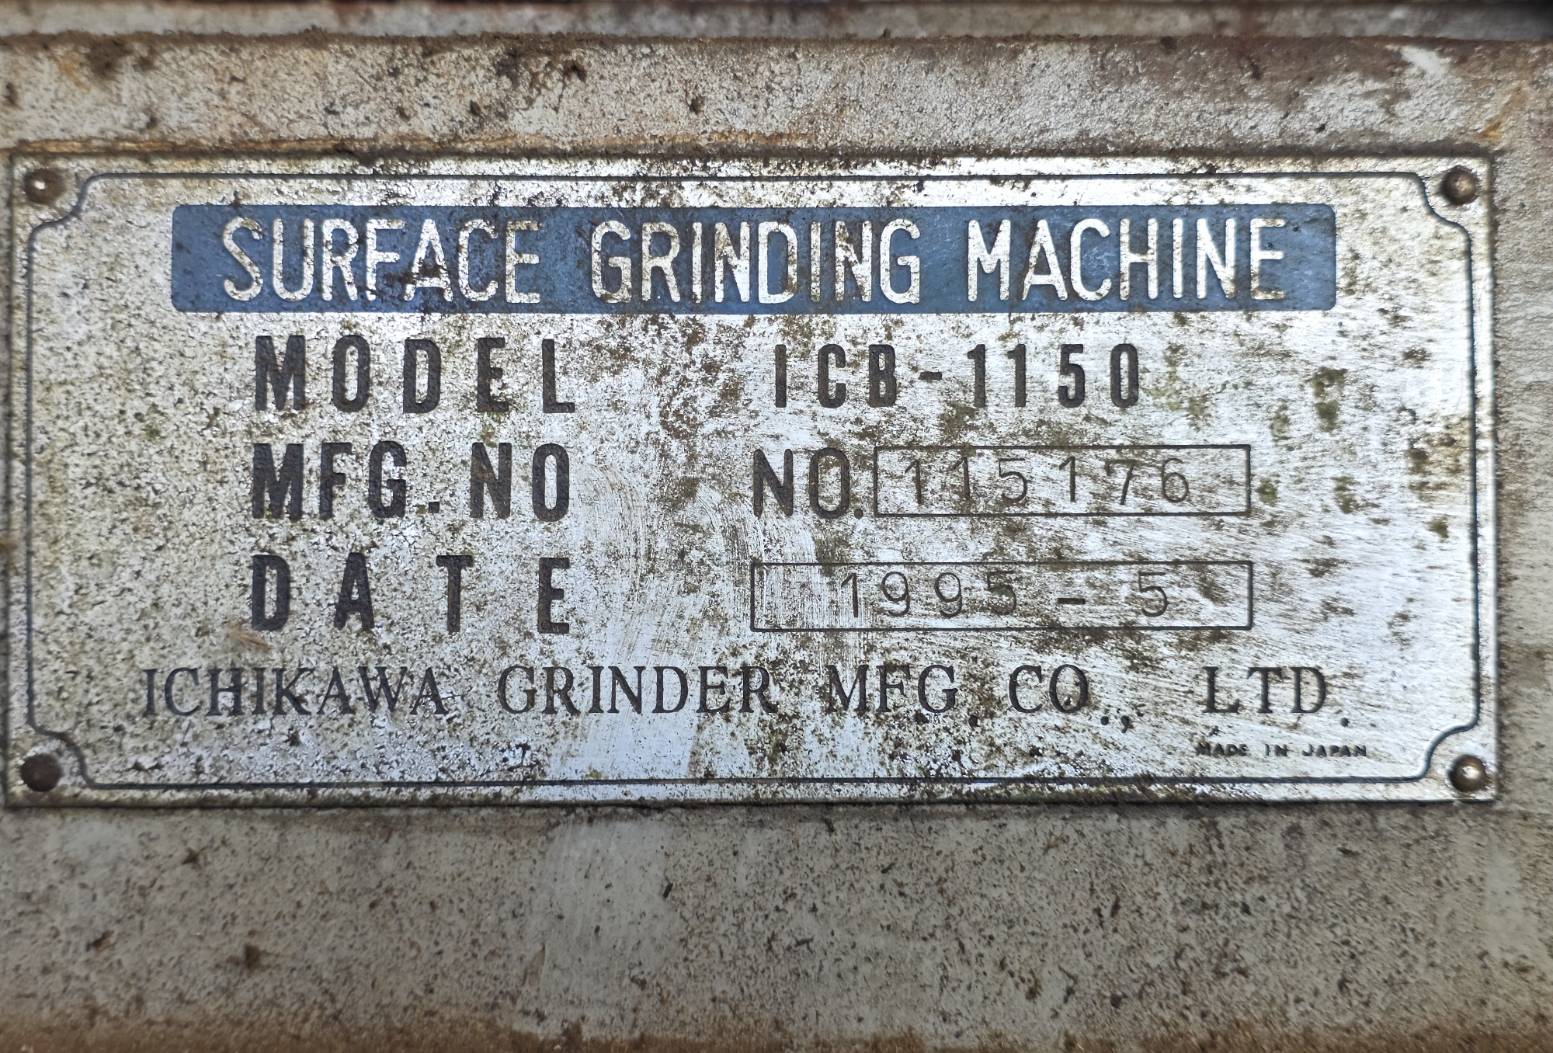 SURFACE GRINDING MACHINE
MODEL ICB-1150
MFG.NO NO. 115176
DATE 1995-5
ICHIKAWA GRINDER MFG. CO., LTD.
MADE IN JAPAN